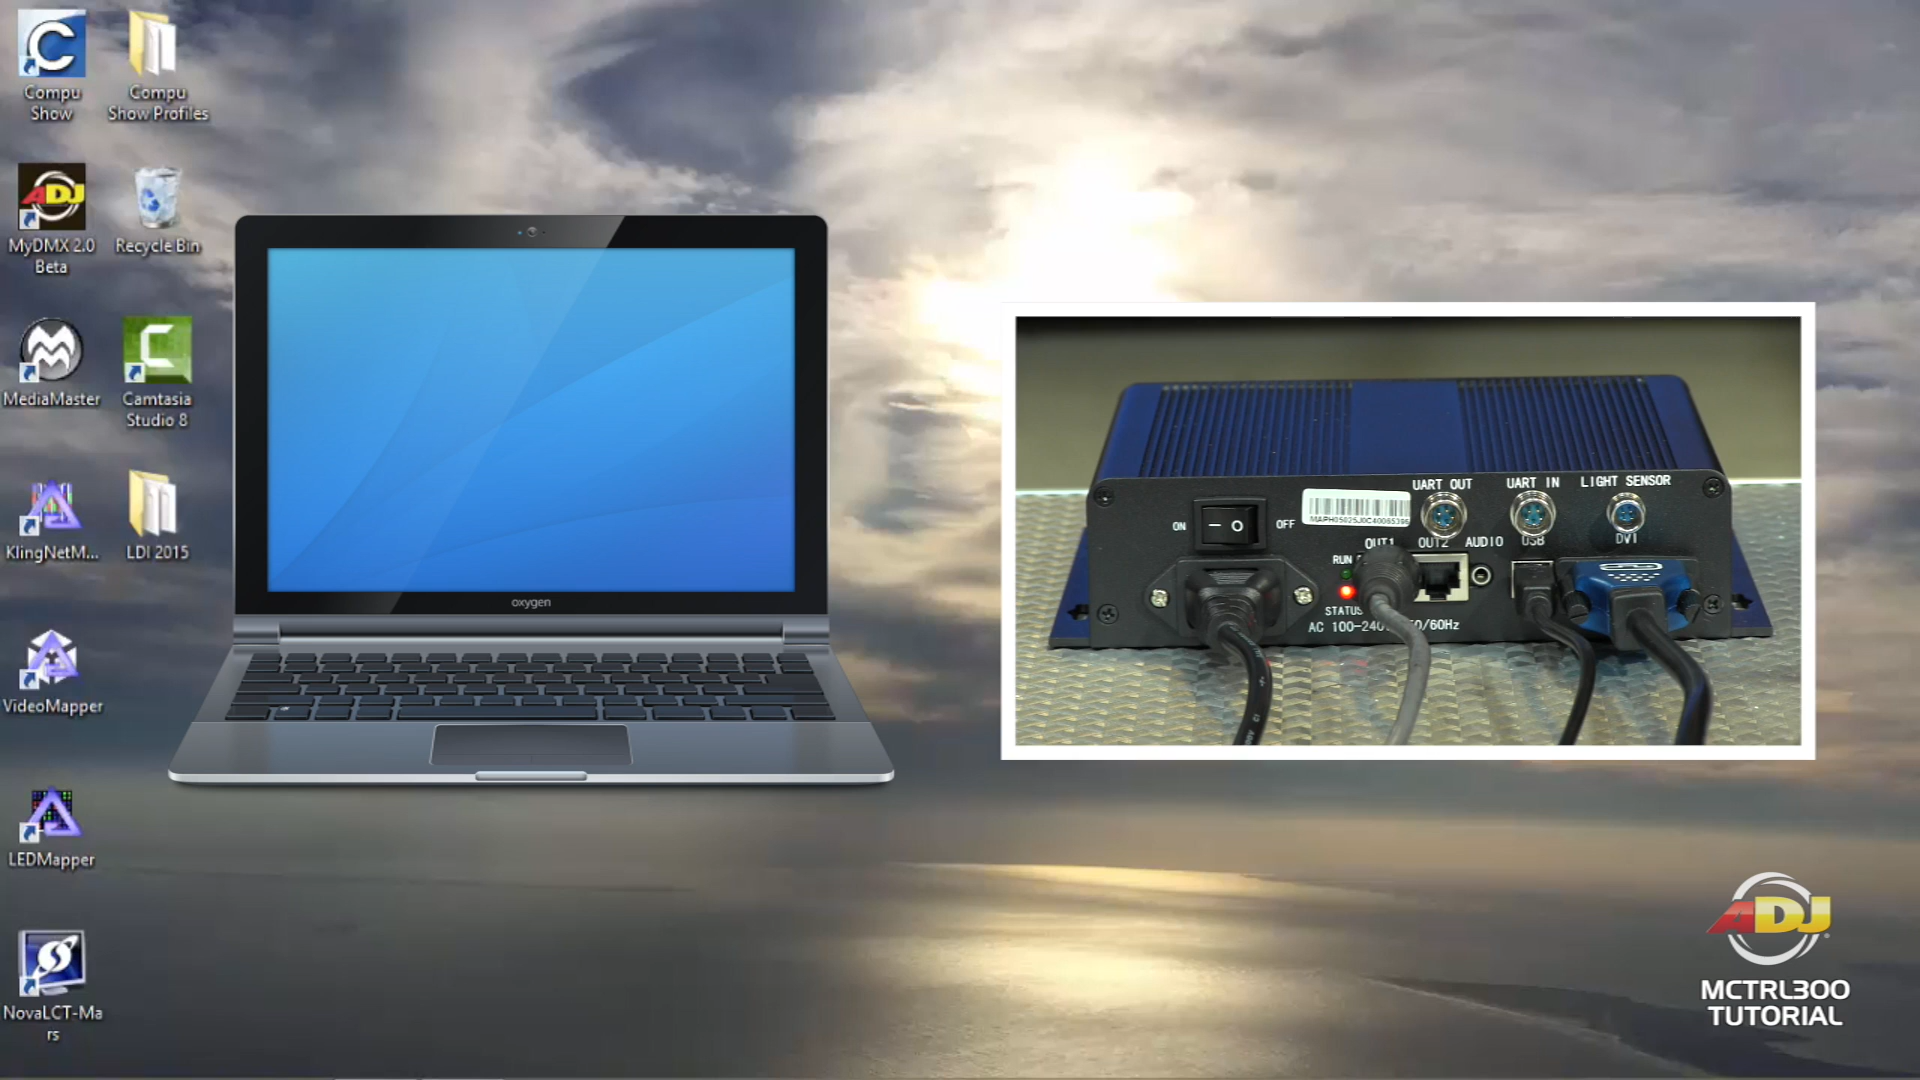 Compu
Show
Compu
Show Profiles
ADJ
MyDMX 2.0
Beta
Recycle Bin
MediaMaster
Camtasia
Studio 8
KlingNetM...
LDI 2015
VideoMapper
LEDMapper
NovaLCT-Ma
rs
oxygen
UART OUT
UART IN
LIGHT SENSOR
ON
OFF
OUT1
OUT2
AUDIO
USB
DVI
RUN
STATUS
AC 100-240
/60Hz
ADJ
MCTRL300
TUTORIAL